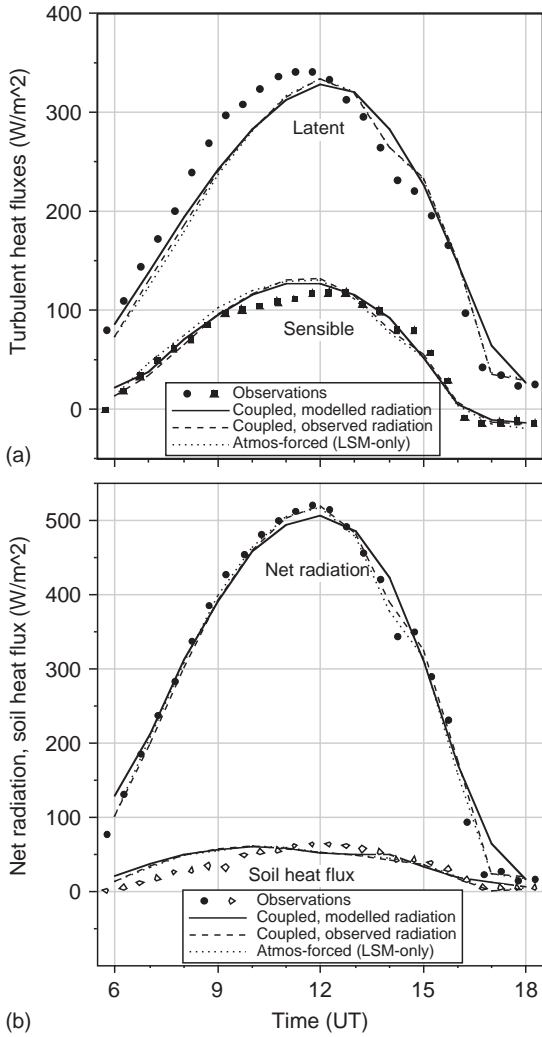 Turbulent heat fluxes (W/m^2)
400
300
200
100
0
Latent
Sensible
Observations
Coupled, modelled radiation
Coupled, observed radiation
Atmos-forced (LSM-only)
(a)
Net radiation, soil heat flux (W/m^2)
500
400
300
200
100
0
Net radiation
Soil heat flux
Observations
Coupled, modelled radiation
Coupled, observed radiation
Atmos-forced (LSM-only)
6 9 12 15 18
(b)
Time (UT)